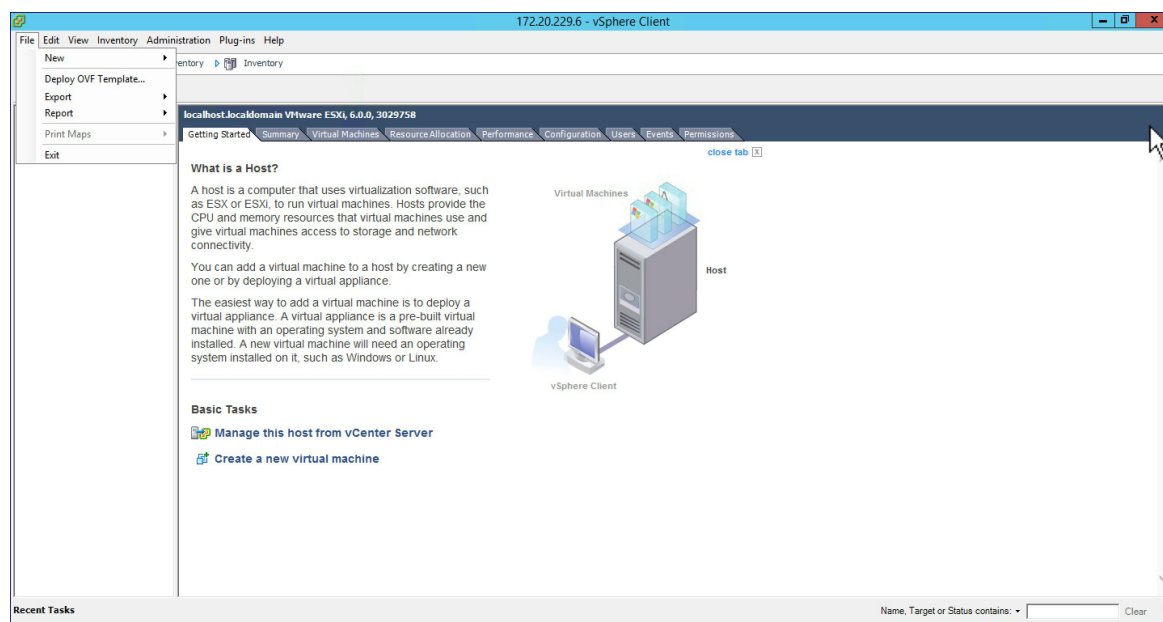 172.20.229.6 - vSphere Client
File Edit View Inventory Administration Plug-ins Help
New
Inventory
Deploy OVF Template...
Export
Report
Print Maps
Exit
localhost.localdomain VMware ESXi, 6.0.0, 3029758
Getting Started Summary Virtual Machines Resource Allocation Performance Configuration Users Events Permissions
close tab X
What is a Host?
A host is a computer that uses virtualization software, such
as ESX or ESXi, to run virtual machines. Hosts provide the
CPU and memory resources that virtual machines use and
give virtual machines access to storage and network
connectivity.
You can add a virtual machine to a host by creating a new
one or by deploying a virtual appliance.
The easiest way to add a virtual machine is to deploy a
virtual appliance. A virtual appliance is a pre-built virtual
machine with an operating system and software already
installed. A new virtual machine will need an operating
system installed on it, such as Windows or Linux.
Virtual Machines
Host
vSphere Client
Basic Tasks
Manage this host from vCenter Server
Create a new virtual machine
Recent Tasks
Name, Target or Status contains:
Clear